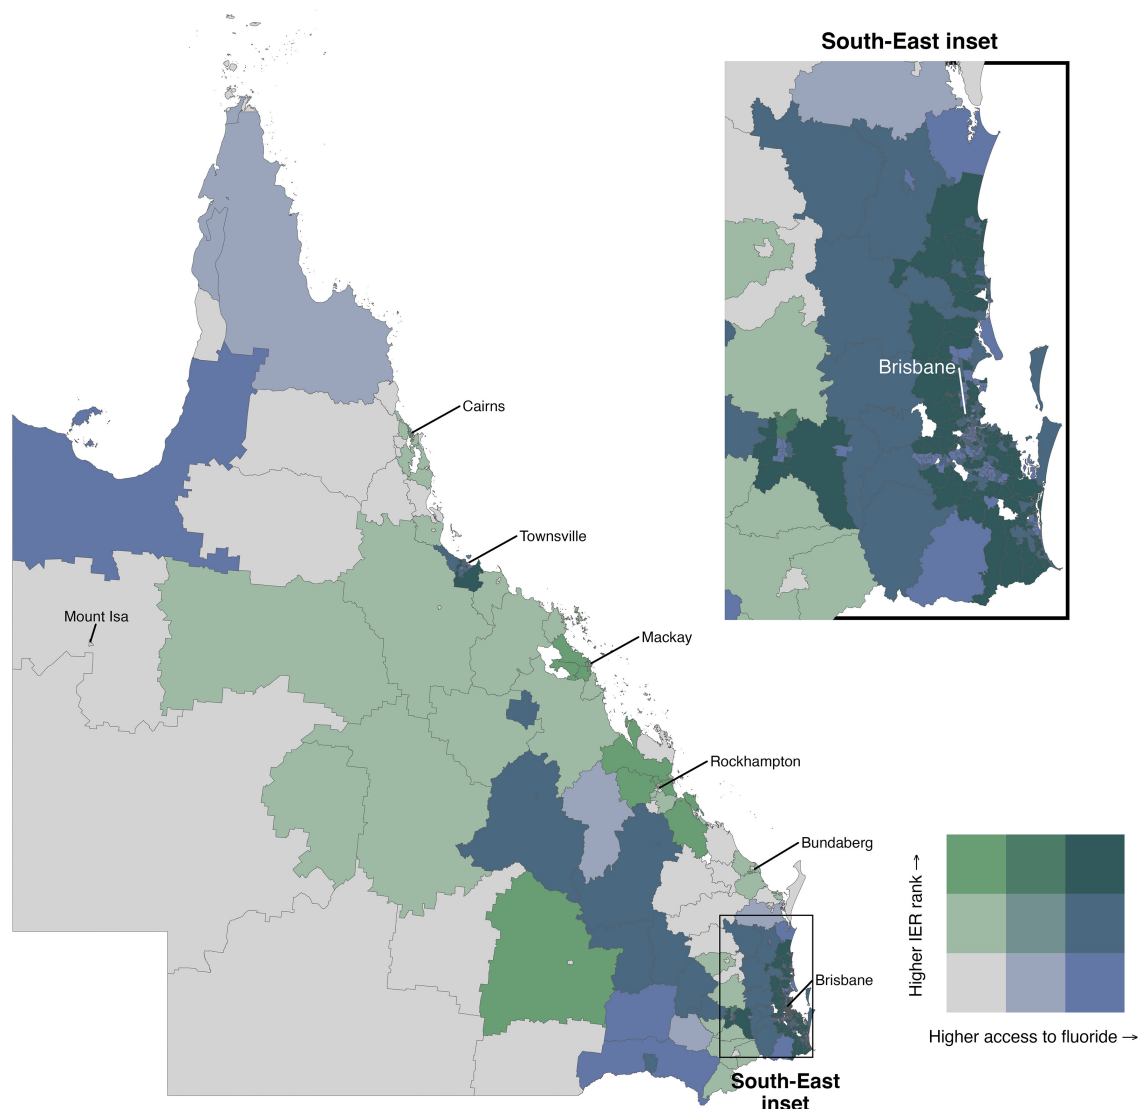 South-East inset
Brisbane
Cairns
Townsville
Mount Isa
Mackay
Rockhampton
Bundaberg
Brisbane
South-East
inset
Higher IER rank →
Higher access to fluoride →